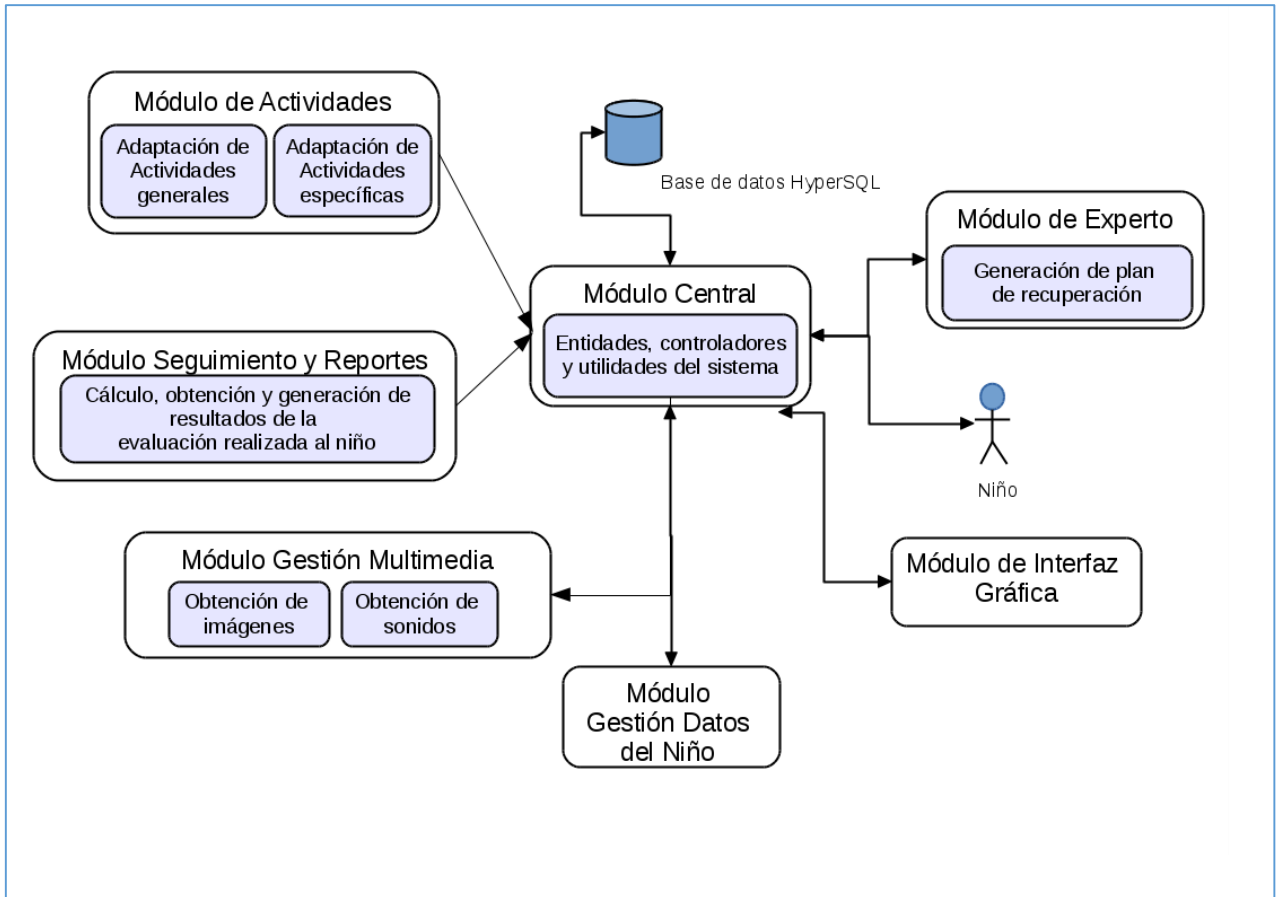 Módulo de Actividades
Adaptación de
Actividades
generales
Adaptación de
Actividades
específicas
Base de datos HyperSQL
Módulo de Experto
Generación de plan
de recuperación
Módulo Central
Entidades, controladores
y utilidades del sistema
Módulo Seguimiento y Reportes
Cálculo, obtención y generación de
resultados de la
evaluación realizada al niño
Niño
Módulo Gestión Multimedia
Obtención de
imágenes
Obtención de
sonidos
Módulo de Interfaz
Gráfica
Módulo
Gestión Datos
del Niño